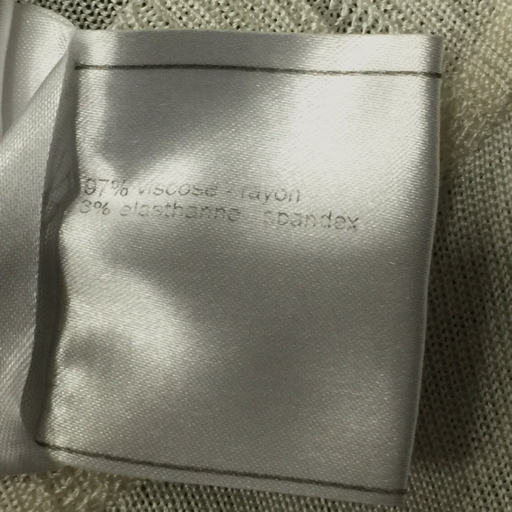 97% viscose - rayon
3% elasthanne - spandex